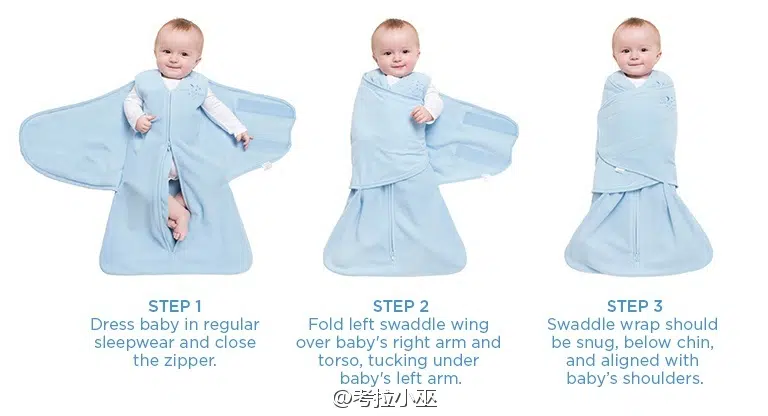 STEP 1
Dress baby in regular
sleepwear and close
the zipper.
STEP 2
Fold left swaddle wing
over baby's right arm and
torso, tucking under
baby's left arm.
STEP 3
Swaddle wrap should
be snug, below chin,
and aligned with
baby's shoulders.
@考拉小巫